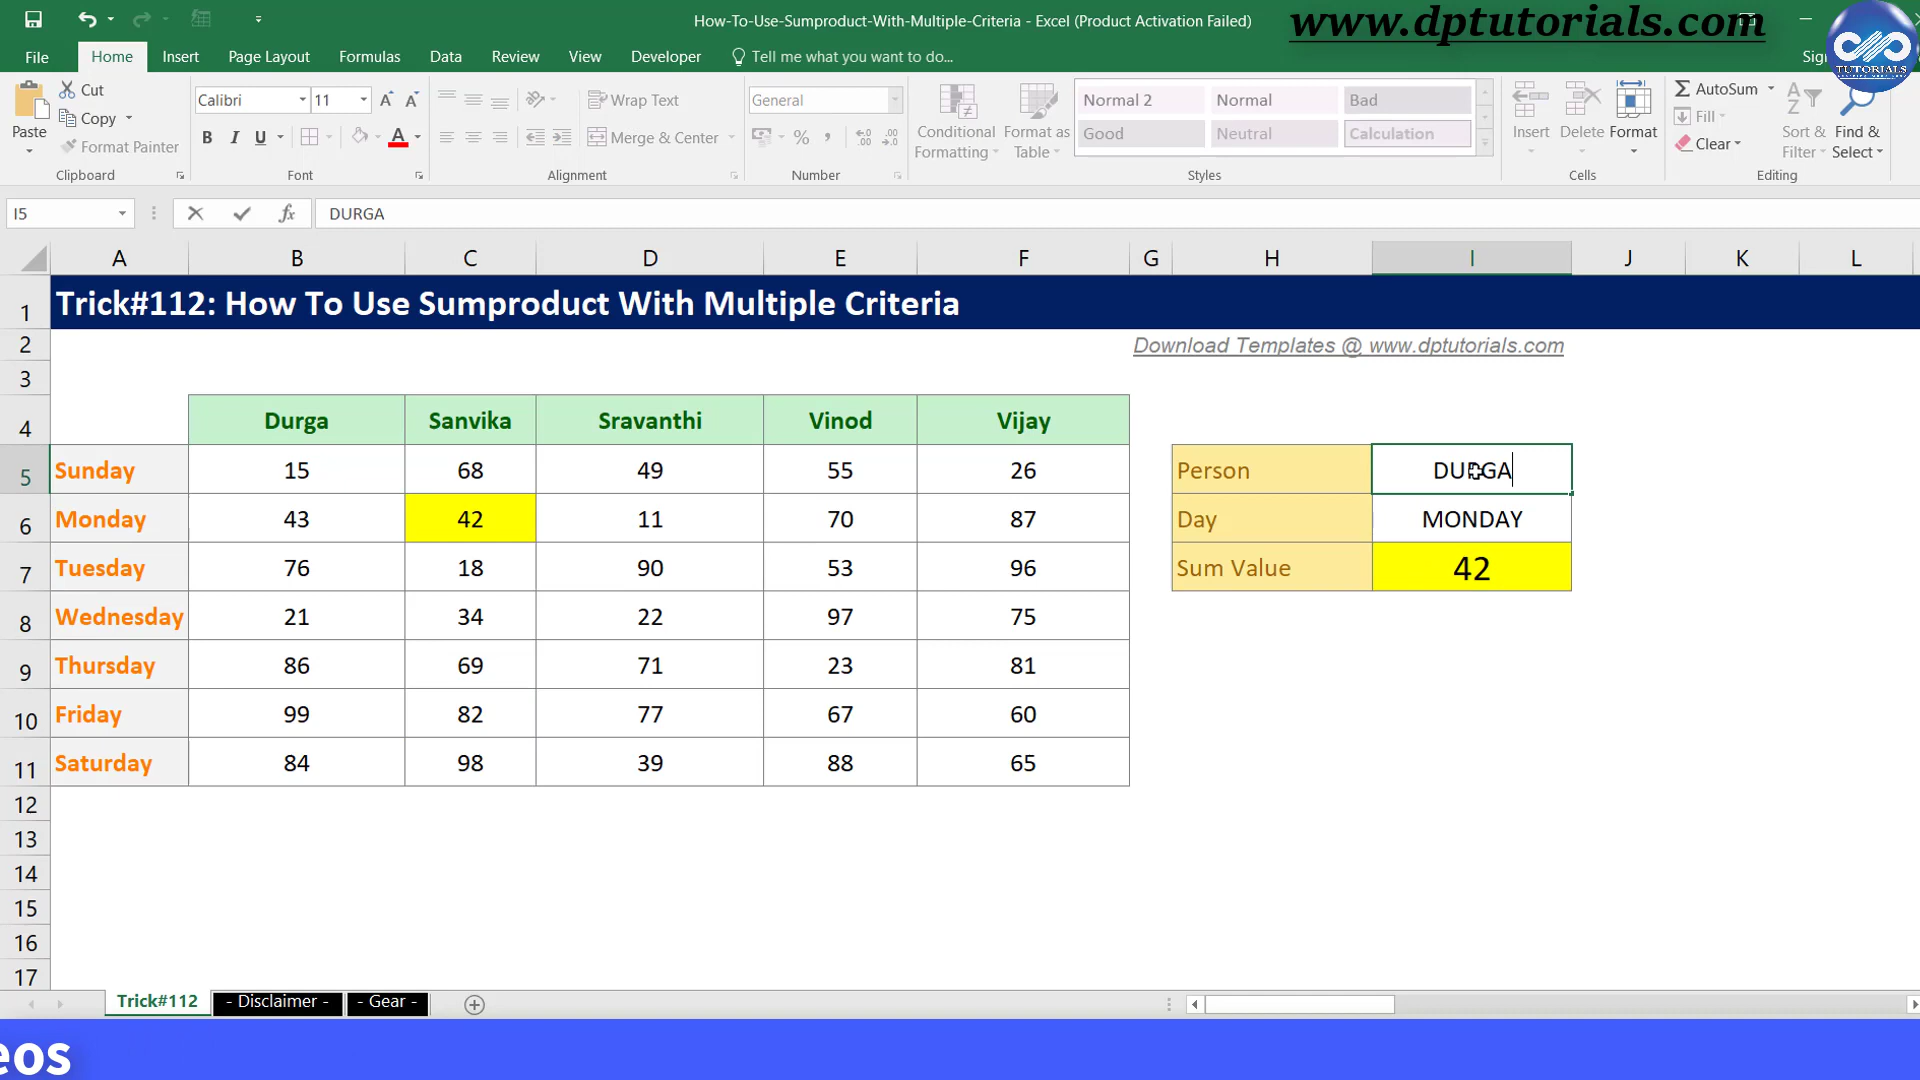 How-To-Use-Sumproduct-With-Multiple-Criteria - Excel (Product Activation Failed)
www.dptutorials.com
TUTORIALS
File Home Insert Page Layout Formulas Data Review View Developer Tell me what you want to do...
Paste
Cut
Copy
Format Painter
Clipboard
Calibri 11
B I U A
Font
Wrap Text
Merge & Center
Alignment
General
%
Number
Conditional Formatting
Format as Table
Normal 2 Normal Bad
Good Neutral Calculation
Styles
Insert Delete Format
Cells
AutoSum
Fill
Clear
Sort & Filter
Find & Select
Editing
I5 fx DURGA
A B C D E F G H I J K L
1 Trick#112: How To Use Sumproduct With Multiple Criteria
2 Download Templates @ www.dptutorials.com
3
4 Durga Sanvika Sravanthi Vinod Vijay
5 Sunday 15 68 49 55 26 Person DURGA
6 Monday 43 42 11 70 87 Day MONDAY
7 Tuesday 76 18 90 53 96 Sum Value 42
8 Wednesday 21 34 22 97 75
9 Thursday 86 69 71 23 81
10 Friday 99 82 77 67 60
11 Saturday 84 98 39 88 65
12
13
14
15
16
17
Trick#112 - Disclaimer - - Gear -
eos